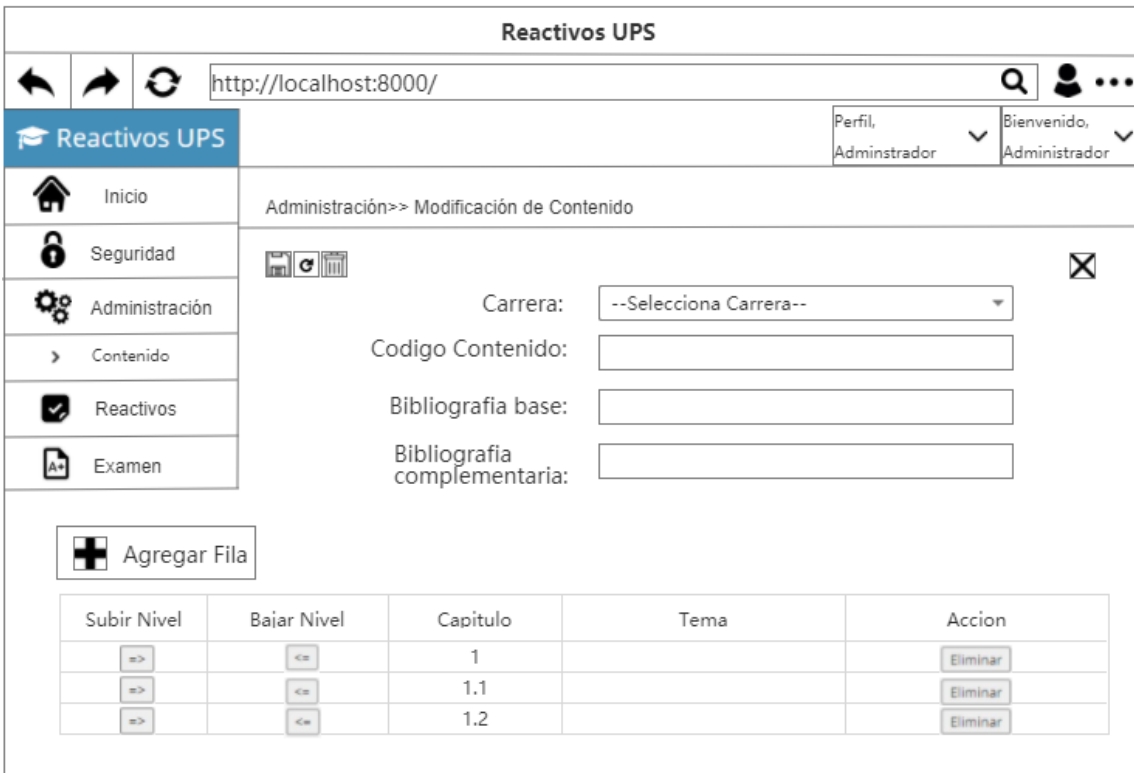 Reactivos UPS
http://localhost:8000/
Reactivos UPS
Perfil,
Adminstrador
Bienvenido,
Administrador
Inicio
Administración>> Modificación de Contenido
Seguridad
Administración
Contenido
Reactivos
A+
Examen
Carrera:
--Selecciona Carrera--
Codigo Contenido:
Bibliografia base:
Bibliografia
complementaria:
Agregar Fila
Subir Nivel Bajar Nivel Capitulo Tema Accion
=> <= 1 Eliminar
=> <= 1.1 Eliminar
=> <= 1.2 Eliminar